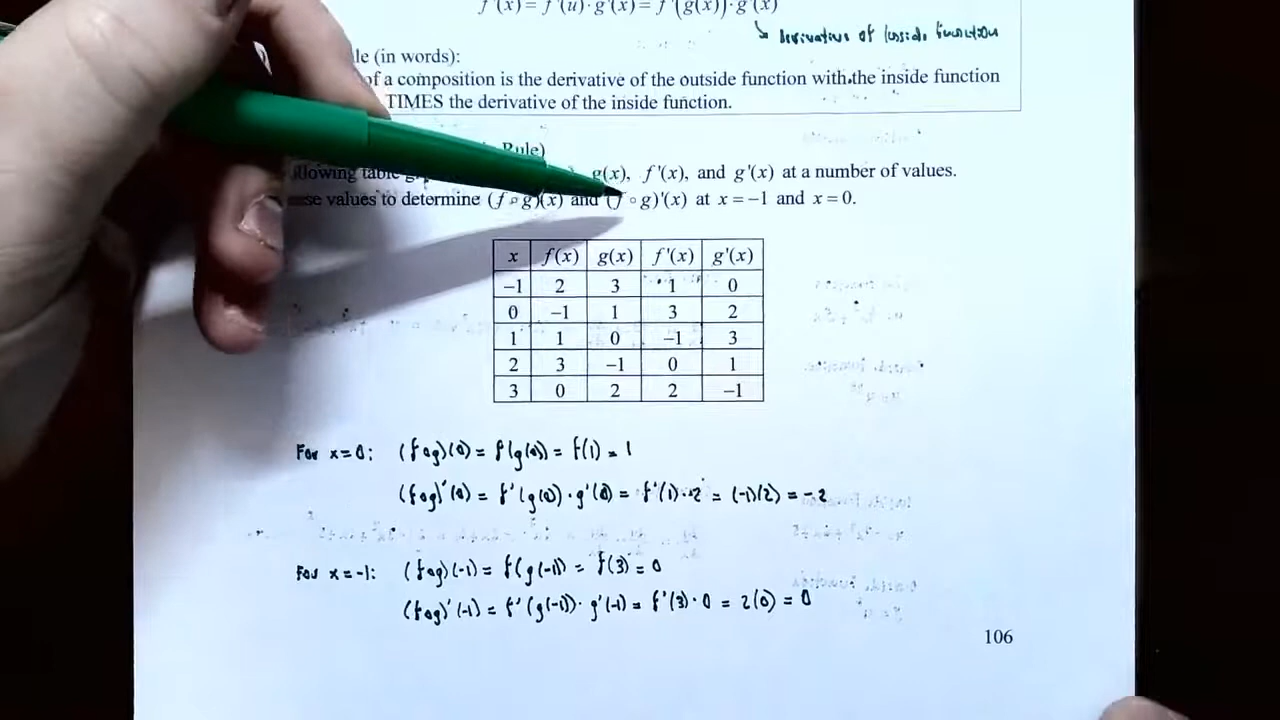 f'(x) = f'(u) · g'(x) = f'(g(x)) · g'(x)
↘ derivative of inside function
le (in words):
of a composition is the derivative of the outside function with the inside function
TIMES the derivative of the inside function.
Rule)
llowing table g(x), f'(x), and g'(x) at a number of values.
se values to determine (f ∘ g)(x) and (f ∘ g)'(x) at x = −1 and x = 0.
x f(x) g(x) f'(x) g'(x)
−1 2 3 1 0
0 −1 1 3 2
1 1 0 −1 3
2 3 −1 0 1
3 0 2 2 −1
For x=0: (f∘g)(0) = f(g(0)) = f(1) = 1
(f∘g)'(0) = f'(g(0)) · g'(0) = f'(1) · 2 = (-1)(2) = -2
For x=-1: (f∘g)(-1) = f(g(-1)) = f(3) = 0
(f∘g)'(-1) = f'(g(-1)) · g'(-1) = f'(3) · 0 = 2(0) = 0
106